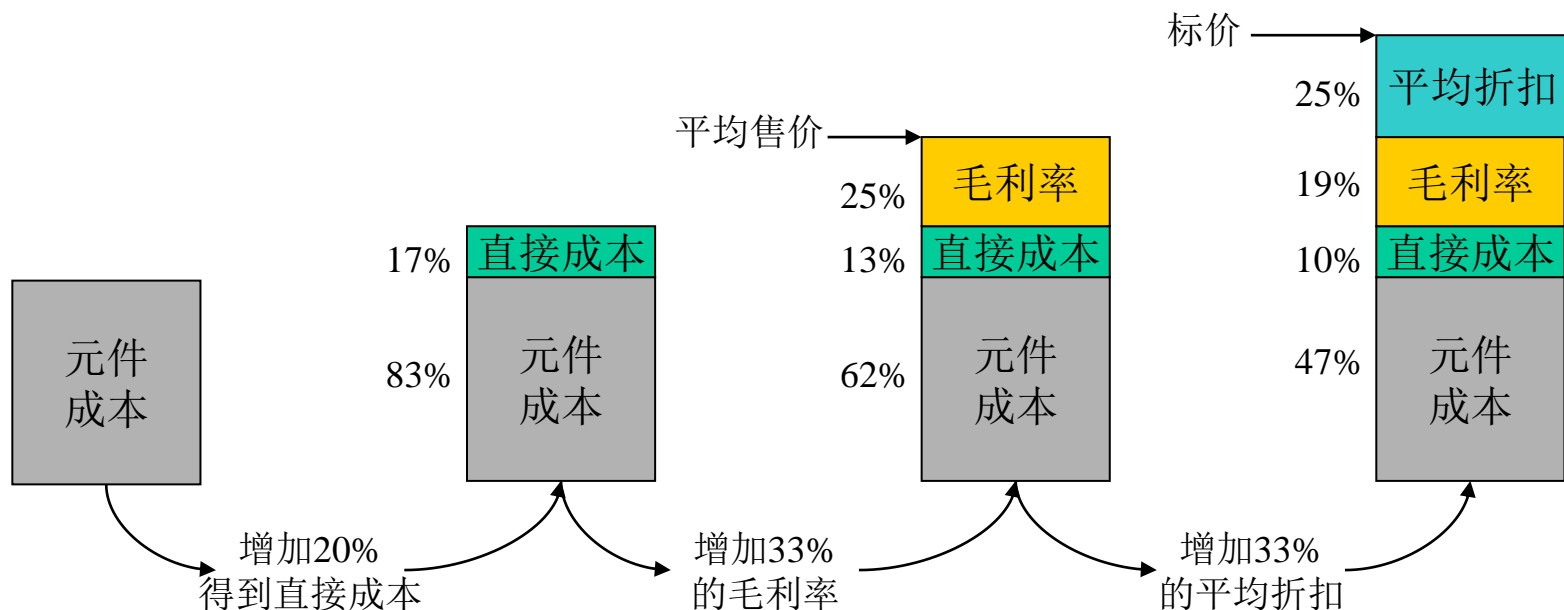 标价
25%
平均折扣
平均售价
25%
毛利率
19%
毛利率
17%
直接成本
13%
直接成本
10%
直接成本
元件
成本
83%
元件
成本
62%
元件
成本
47%
元件
成本
增加20%
得到直接成本
增加33%
的毛利率
增加33%
的平均折扣